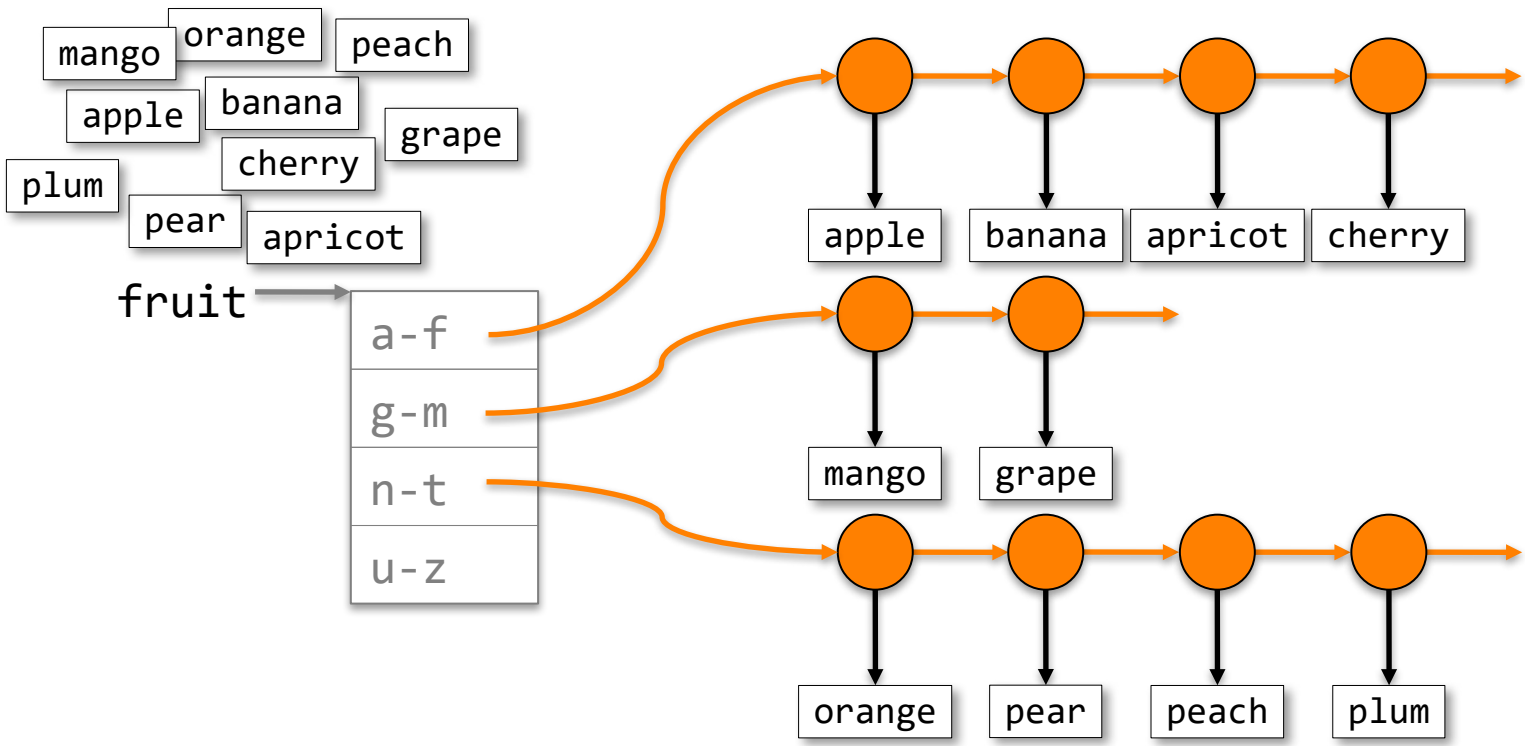 mango
orange
peach
apple
banana
grape
cherry
plum
pear
apricot
fruit
a-f
g-m
n-t
u-z
apple
banana
apricot
cherry
mango
grape
orange
pear
peach
plum